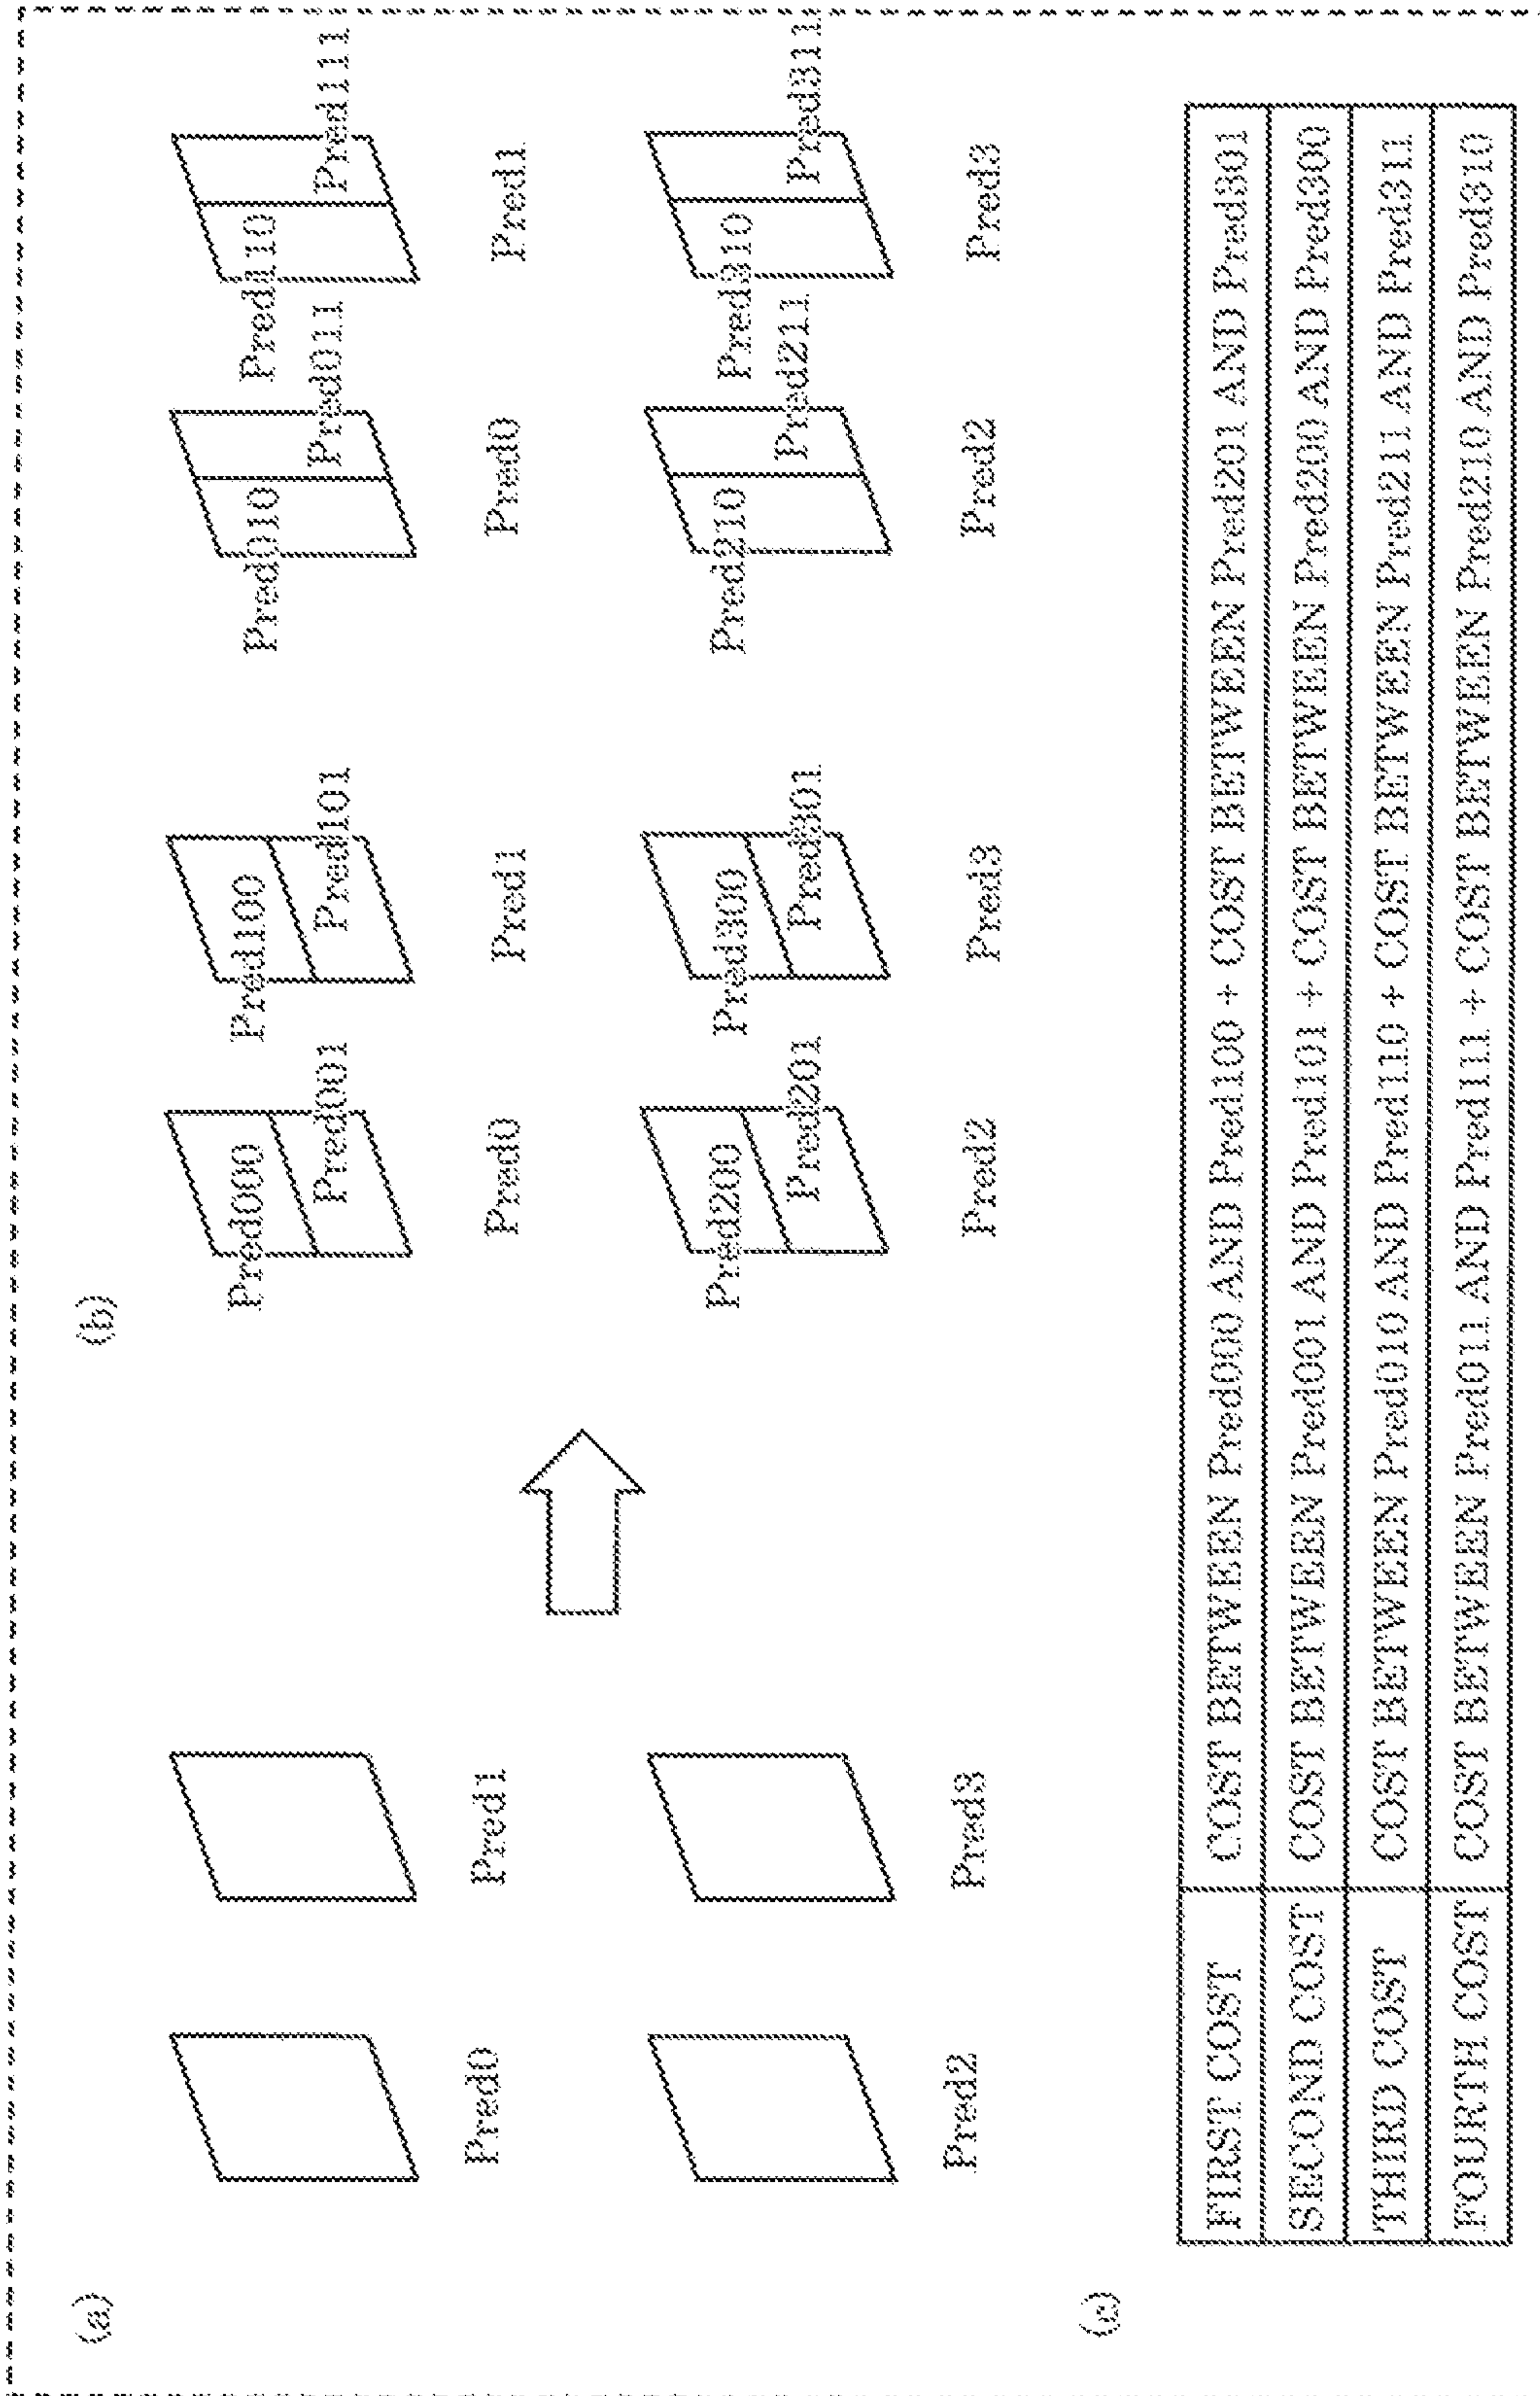 (a)
Pred0
Pred1
Pred2
Pred3
(b)
Pred000
Pred001
Pred0
Pred100
Pred101
Pred1
Pred010
Pred011
Pred0
Pred110
Pred111
Pred1
Pred200
Pred201
Pred2
Pred300
Pred301
Pred3
Pred210
Pred211
Pred2
Pred310
Pred311
Pred3
(c)
FIRST COST COST BETWEEN Pred000 AND Pred100 + COST BETWEEN Pred201 AND Pred301
SECOND COST COST BETWEEN Pred001 AND Pred101 + COST BETWEEN Pred200 AND Pred300
THIRD COST COST BETWEEN Pred010 AND Pred110 + COST BETWEEN Pred211 AND Pred311
FOURTH COST COST BETWEEN Pred011 AND Pred111 + COST BETWEEN Pred210 AND Pred310